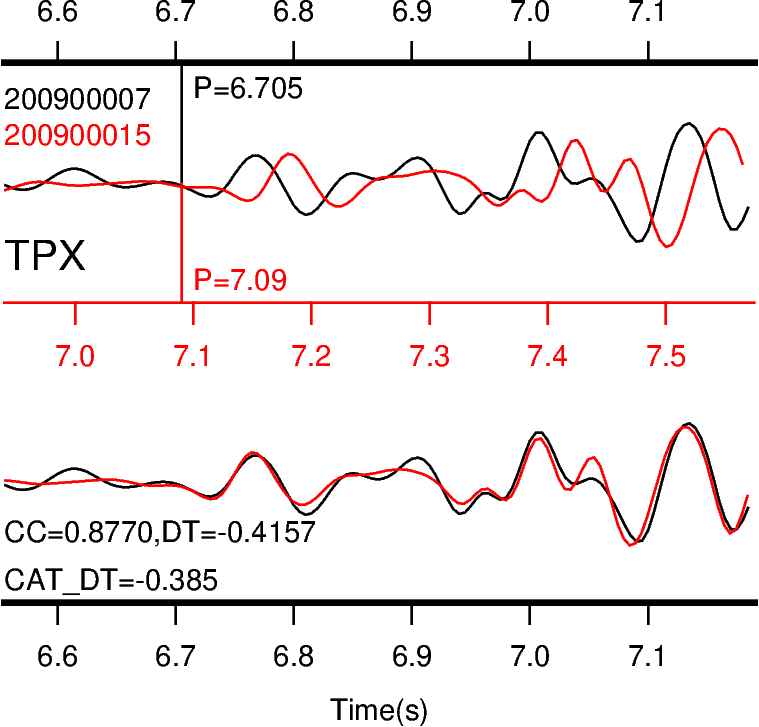 6.6 6.7 6.8 6.9 7.0 7.1
P=6.705
200900007
200900015
TPX
P=7.09
7.0 7.1 7.2 7.3 7.4 7.5
CC=0.8770,DT=-0.4157
CAT_DT=-0.385
6.6 6.7 6.8 6.9 7.0 7.1
Time(s)